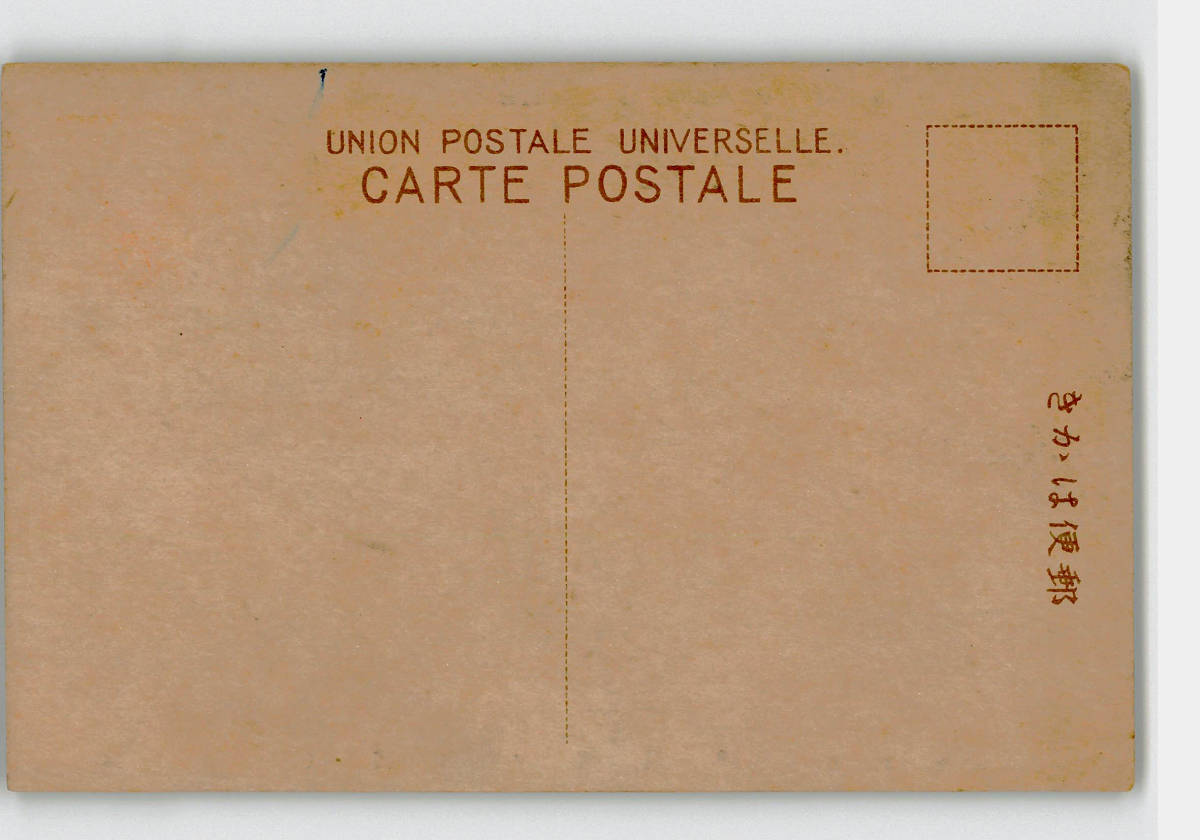 UNION POSTALE UNIVERSELLE.
CARTE POSTALE
きかは便郵